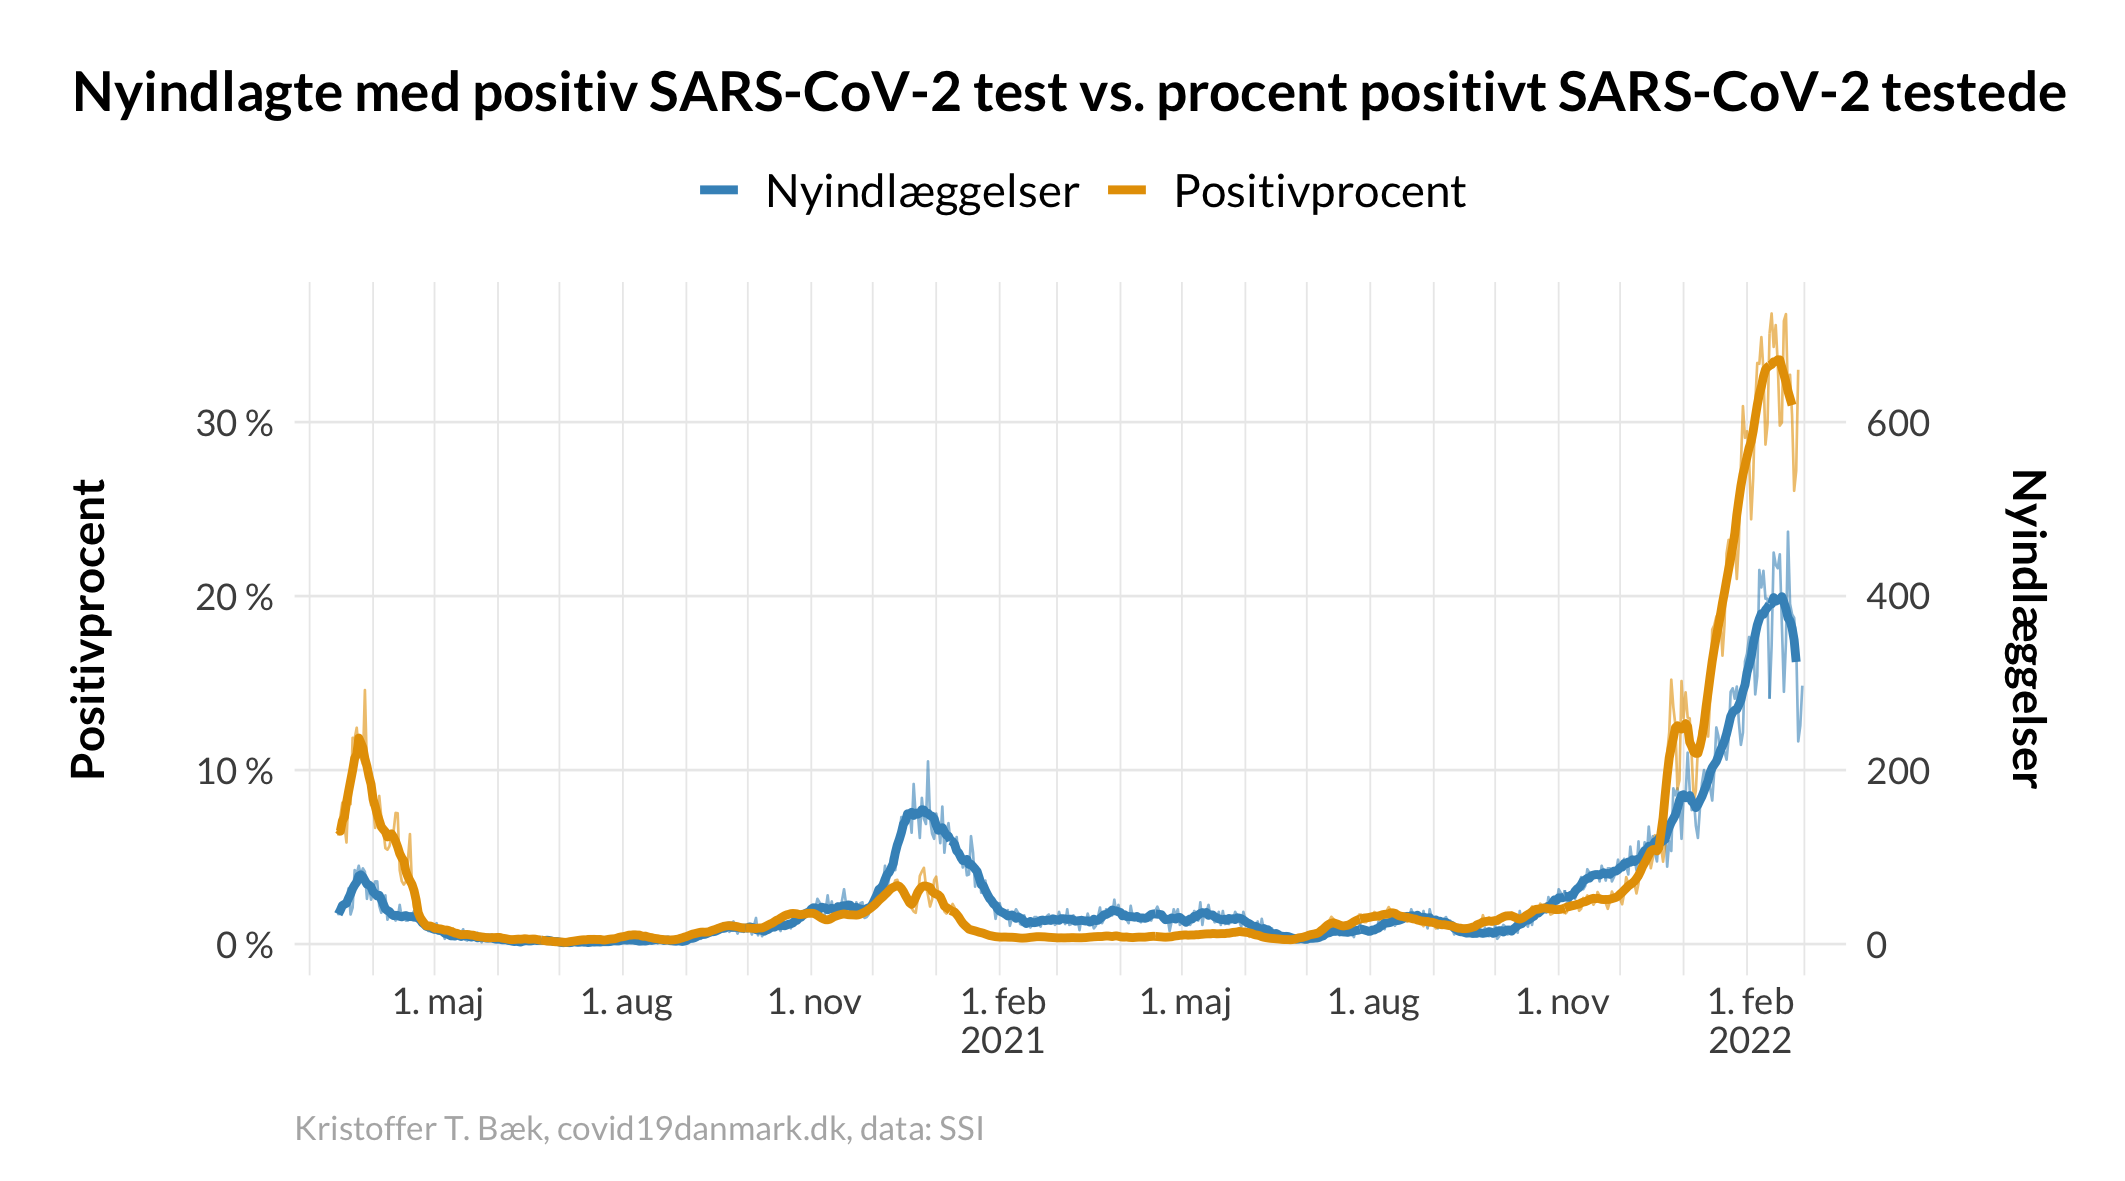 Nyindlagte med positiv SARS-CoV-2 test vs. procent positivt SARS-CoV-2 testede
Nyindlæggelser Positivprocent
Positivprocent
30 %
20 %
10 %
0 %
600
400
200
0
Nyindlæggelser
1. maj 1. aug 1. nov 1. feb 1. maj 1. aug 1. nov 1. feb
2021 2022
Kristoffer T. Bæk, covid19danmark.dk, data: SSI